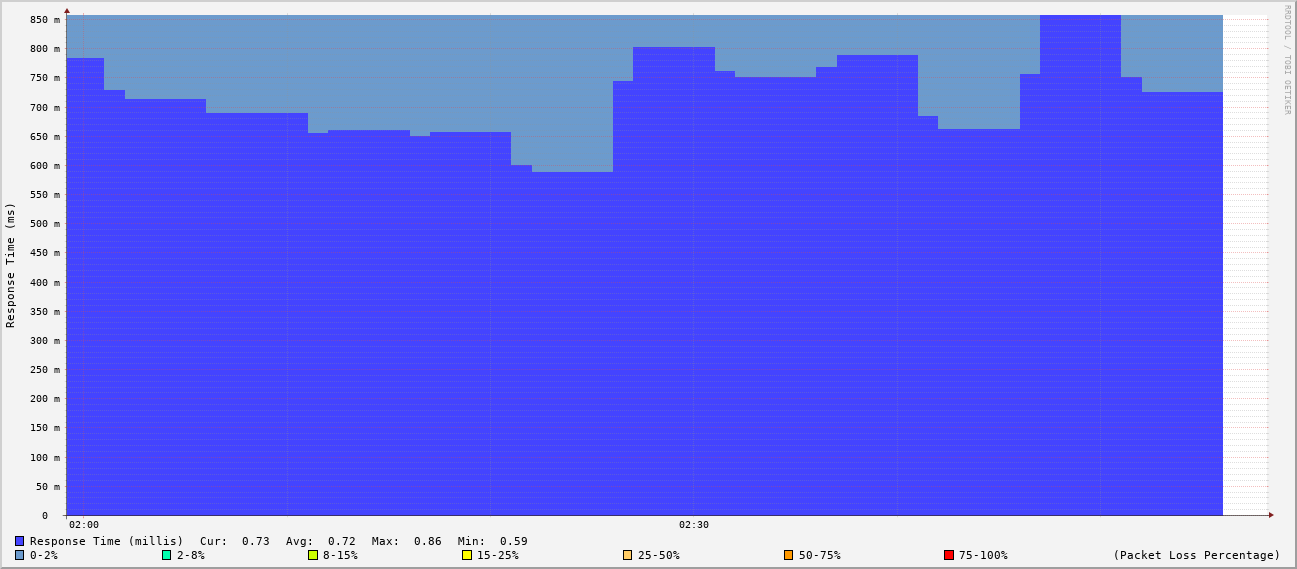 RRDTOOL / TOBI OETIKER
Response Time (ms)
850 m
800 m
750 m
700 m
650 m
600 m
550 m
500 m
450 m
400 m
350 m
300 m
250 m
200 m
150 m
100 m
50 m
0
02:00 02:30
Response Time (millis) Cur: 0.73 Avg: 0.72 Max: 0.86 Min: 0.59
0-2% 2-8% 8-15% 15-25% 25-50% 50-75% 75-100% (Packet Loss Percentage)